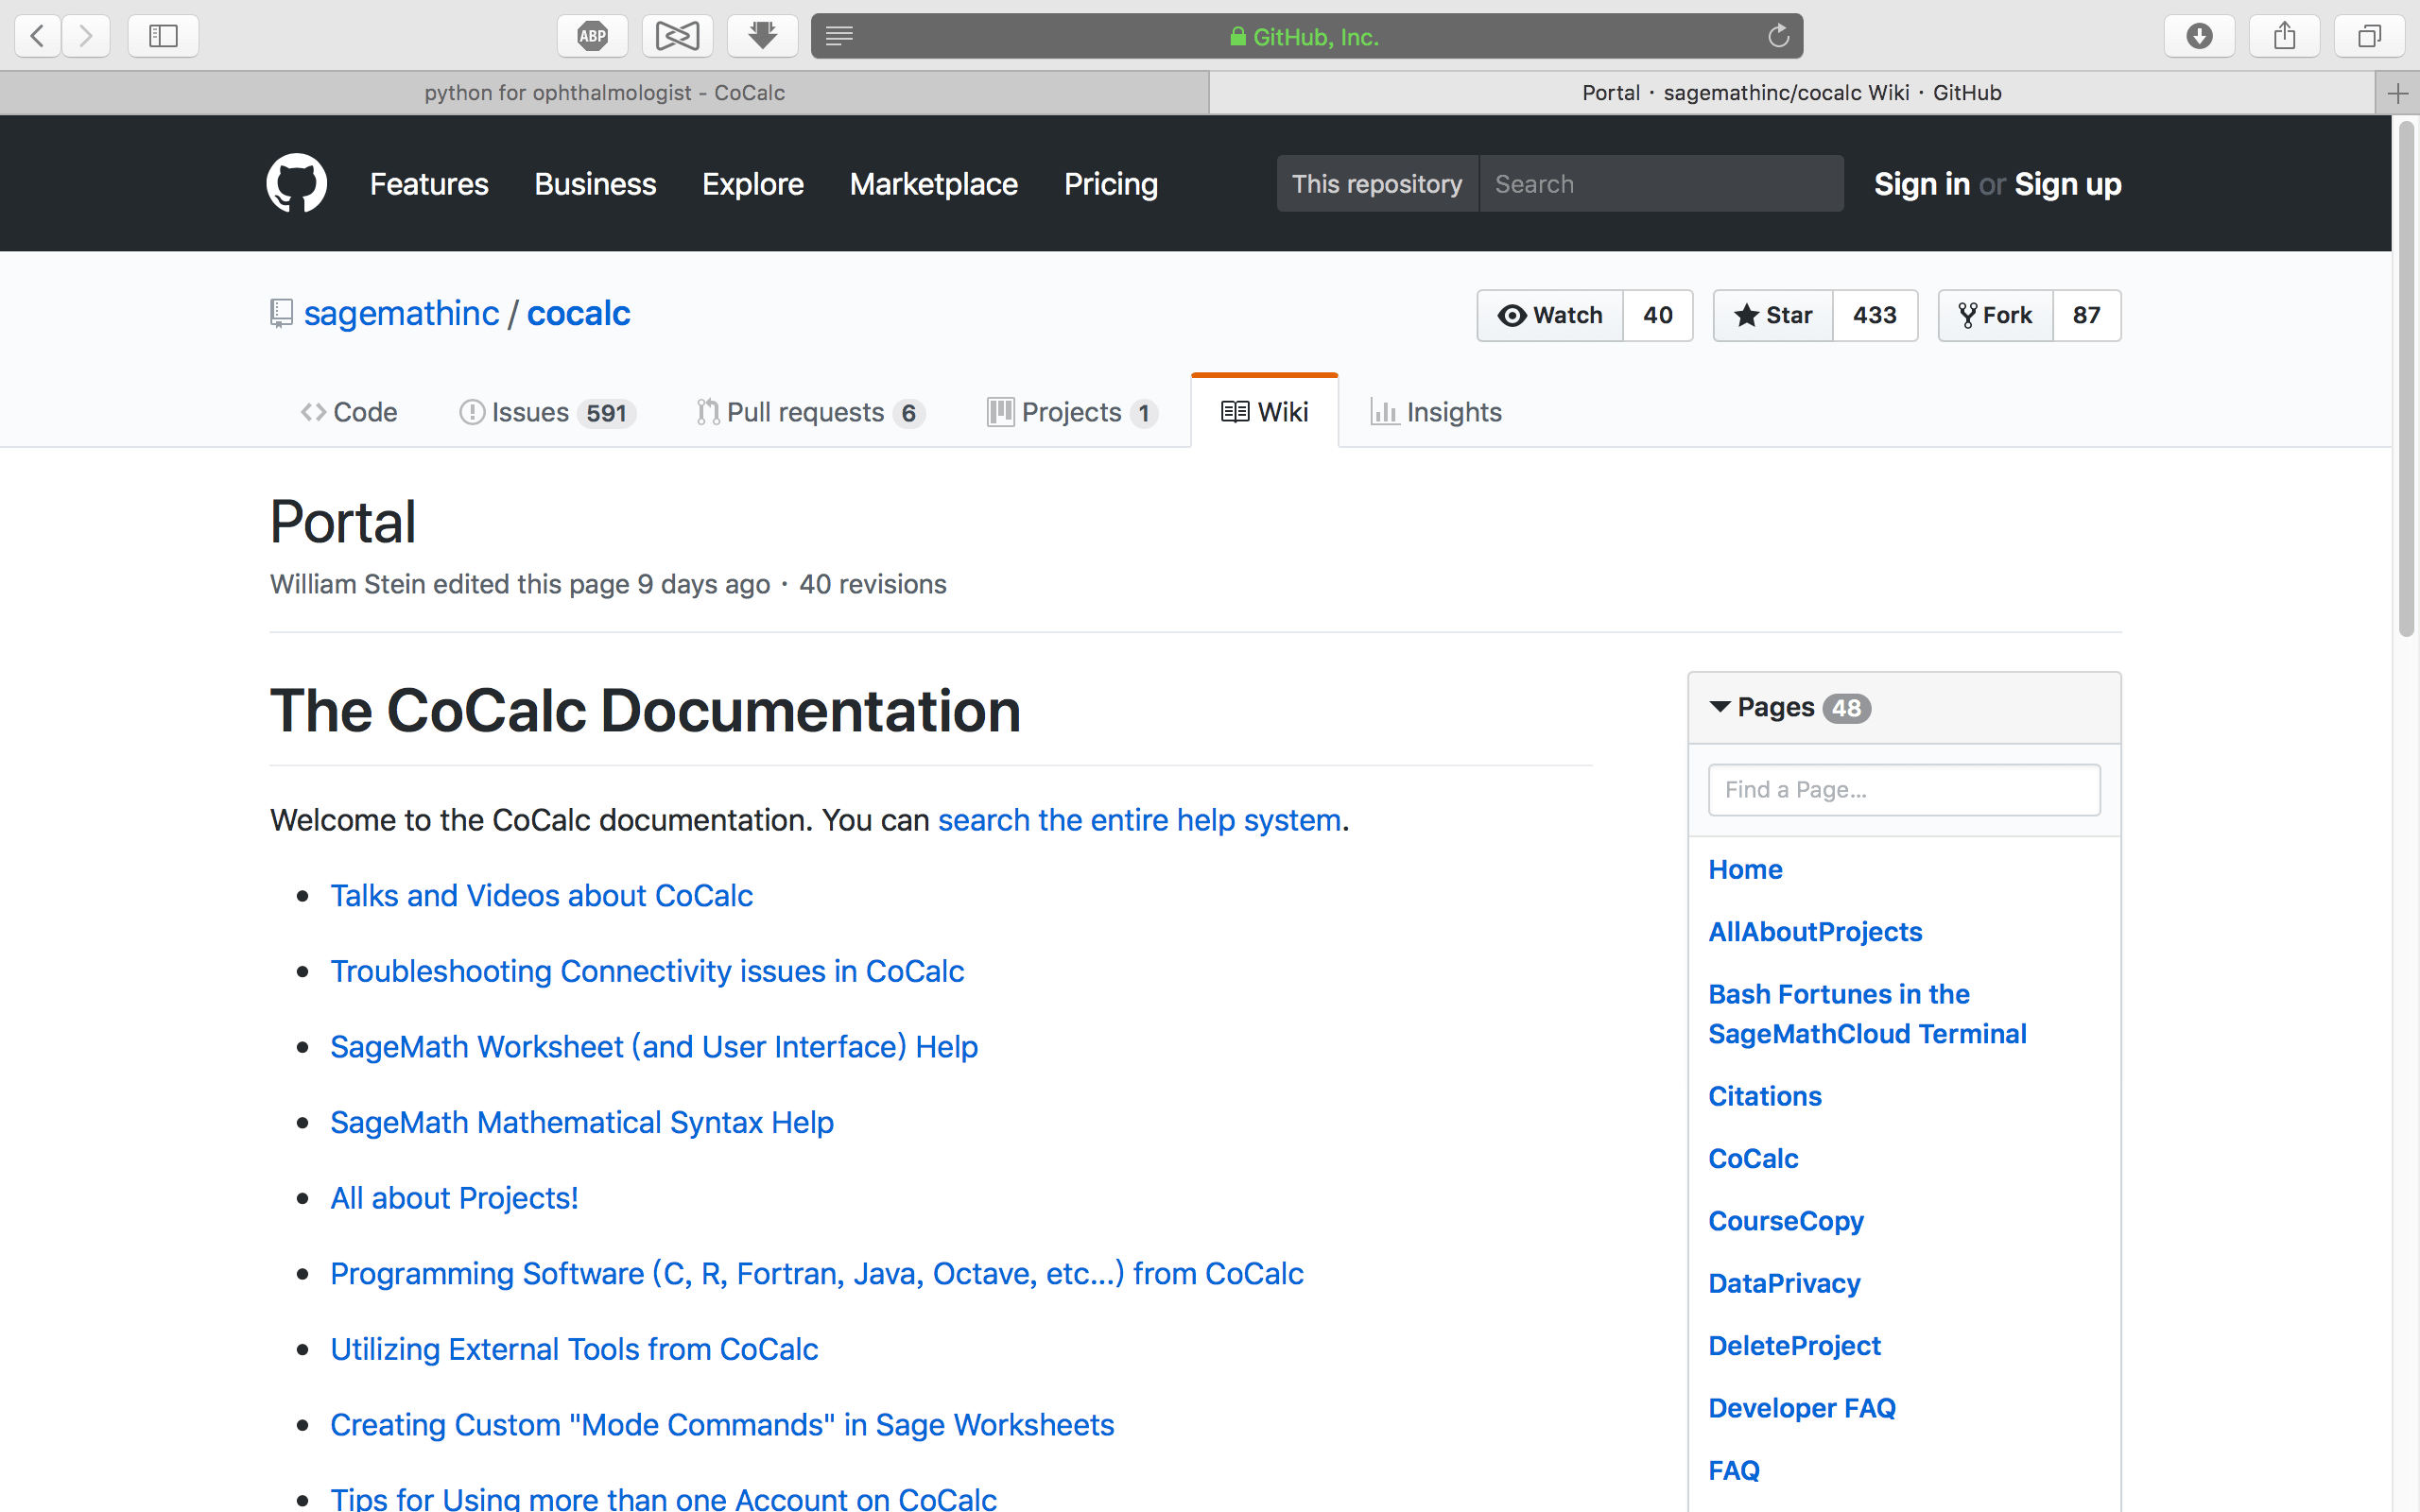 ABP
GitHub, Inc.
python for ophthalmologist - CoCalc
Portal · sagemathinc/cocalc Wiki · GitHub
Features Business Explore Marketplace Pricing This repository Search Sign in or Sign up
sagemathinc / cocalc Watch 40 Star 433 Fork 87
Code Issues 591 Pull requests 6 Projects 1 Wiki Insights
Portal
William Stein edited this page 9 days ago · 40 revisions
The CoCalc Documentation
Welcome to the CoCalc documentation. You can search the entire help system.
• Talks and Videos about CoCalc
• Troubleshooting Connectivity issues in CoCalc
• SageMath Worksheet (and User Interface) Help
• SageMath Mathematical Syntax Help
• All about Projects!
• Programming Software (C, R, Fortran, Java, Octave, etc...) from CoCalc
• Utilizing External Tools from CoCalc
• Creating Custom "Mode Commands" in Sage Worksheets
• Tips for Using more than one Account on CoCalc
Pages 48
Find a Page...
Home
AllAboutProjects
Bash Fortunes in the
SageMathCloud Terminal
Citations
CoCalc
CourseCopy
DataPrivacy
DeleteProject
Developer FAQ
FAQ